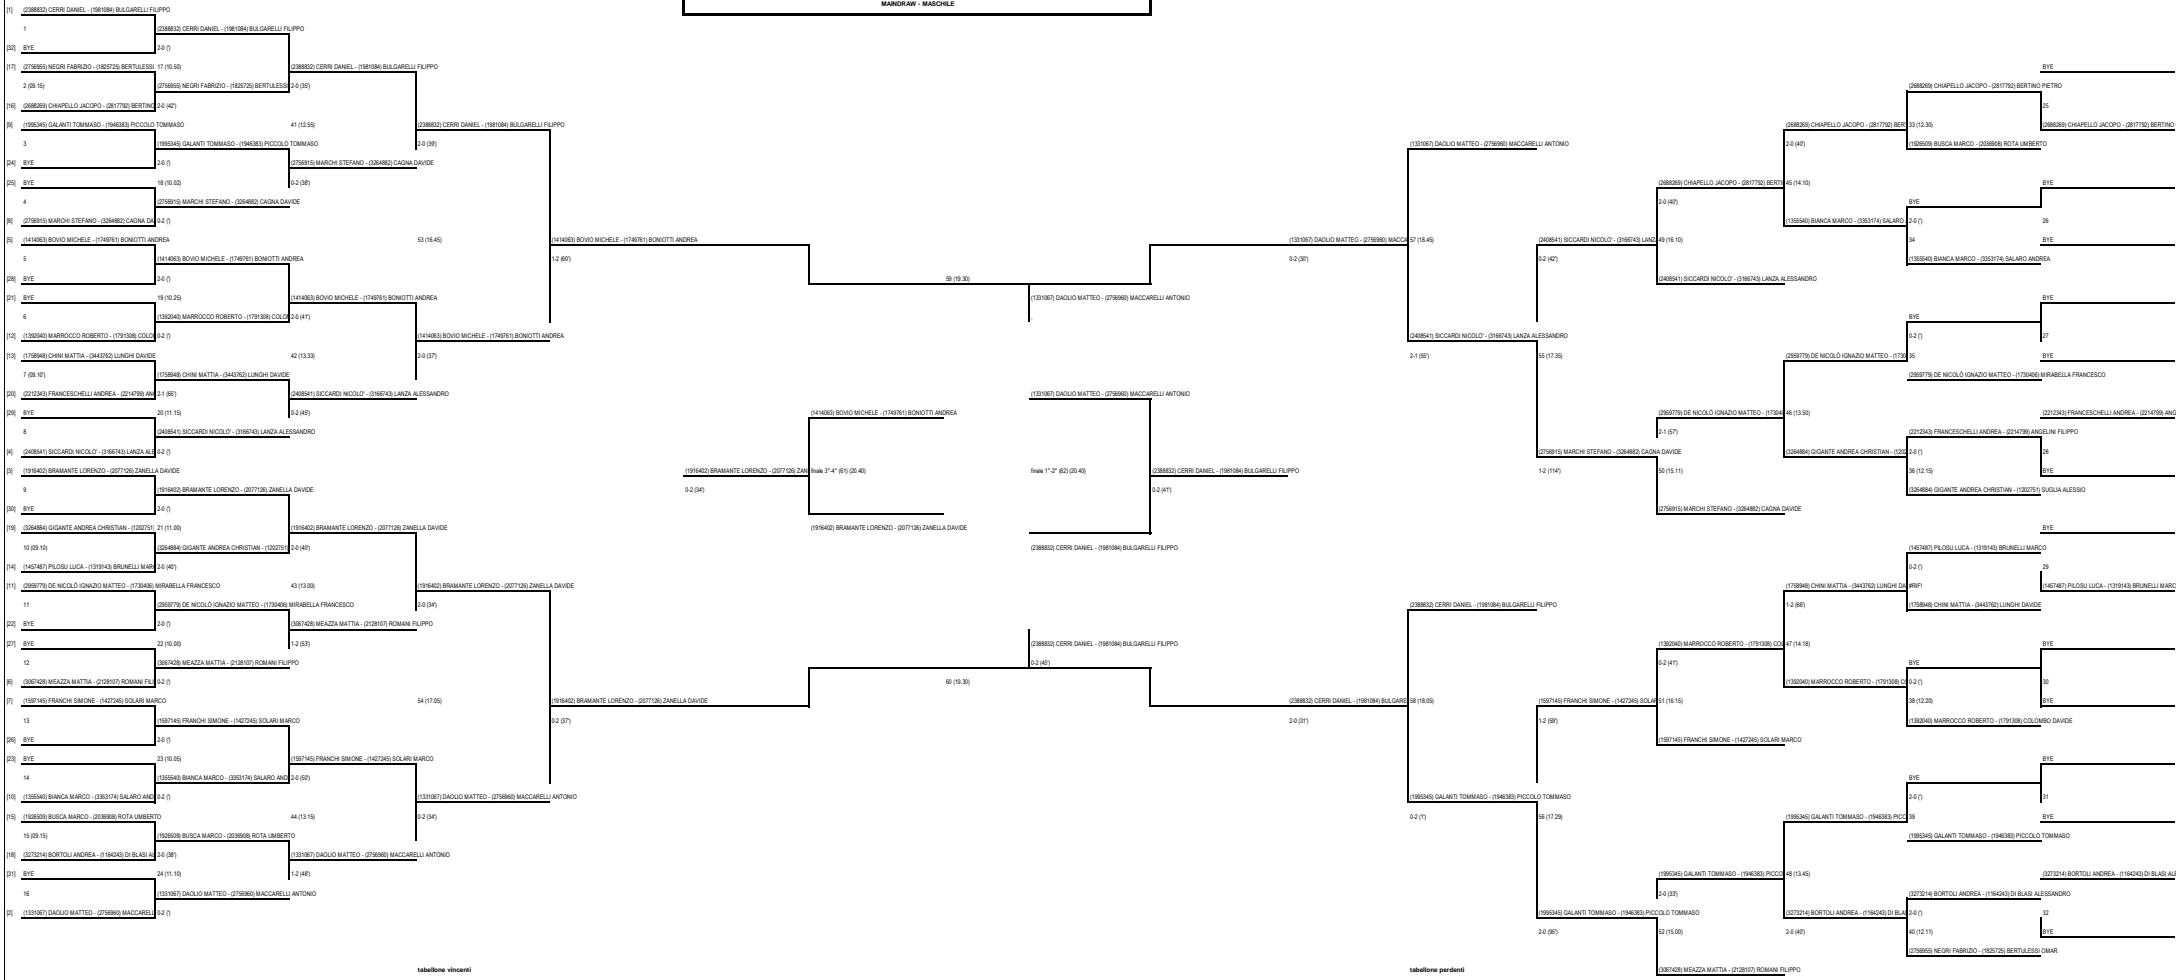 MAINDRAW - MASCHILE
[1] (2388832) CERRI DANIEL - (1981084) BULGARELLI FILIPPO
1
(2388832) CERRI DANIEL - (1981084) BULGARELLI FILIPPO
[32] BYE
2-0 (')
[17] (2756955) NEGRI FABRIZIO - (1825725) BERTULESSI
17 (10.50)
(2388832) CERRI DANIEL - (1981084) BULGARELLI FILIPPO
2 (09.15)
(2756955) NEGRI FABRIZIO - (1825725) BERTULESSI
2-0 (35')
[16] (2688269) CHIAPELLO JACOPO - (2817792) BERTINO
2-0 (42')
[9] (1995345) GALANTI TOMMASO - (1946383) PICCOLO TOMMASO
41 (12.55)
(2388832) CERRI DANIEL - (1981084) BULGARELLI FILIPPO
3
(1995345) GALANTI TOMMASO - (1946383) PICCOLO TOMMASO
2-0 (39')
[24] BYE
2-0 (')
(2756915) MARCHI STEFANO - (3264882) CAGNA DAVIDE
[25] BYE
18 (10.02)
0-2 (38')
4
(2756915) MARCHI STEFANO - (3264882) CAGNA DAVIDE
[8] (2756915) MARCHI STEFANO - (3264882) CAGNA DA
0-2 (')
[5] (1414063) BOVIO MICHELE - (1749761) BONIOTTI ANDREA
53 (16.45)
(1414063) BOVIO MICHELE - (1749761) BONIOTTI ANDREA
5
(1414063) BOVIO MICHELE - (1749761) BONIOTTI ANDREA
1-2 (60')
[28] BYE
2-0 (')
[21] BYE
19 (10.25)
(1414063) BOVIO MICHELE - (1749761) BONIOTTI ANDREA
6
(1392040) MARROCCO ROBERTO - (1791308) COLO
2-0 (41')
[12] (1392040) MARROCCO ROBERTO - (1791308) COLO
0-2 (')
(1414063) BOVIO MICHELE - (1749761) BONIOTTI ANDREA
[13] (1758948) CHINI MATTIA - (3443762) LUNGHI DAVIDE
42 (13.33)
2-0 (37')
7 (09.10')
(1758948) CHINI MATTIA - (3443762) LUNGHI DAVIDE
[20] (2212343) FRANCESCHELLI ANDREA - (2214799) AN
2-1 (65')
(2408541) SICCARDI NICOLO' - (3166743) LANZA ALESSANDRO
[29] BYE
20 (11.15)
0-2 (45')
8
(2408541) SICCARDI NICOLO' - (3166743) LANZA ALESSANDRO
[4] (2408541) SICCARDI NICOLO' - (3166743) LANZA ALE
0-2 (')
[3] (1916402) BRAMANTE LORENZO - (2077126) ZANELLA DAVIDE
9
(1916402) BRAMANTE LORENZO - (2077126) ZANELLA DAVIDE
[30] BYE
2-0 (')
[19] (3264884) GIGANTE ANDREA CHRISTIAN - (1202751)
21 (11.00)
(1916402) BRAMANTE LORENZO - (2077126) ZANELLA DAVIDE
10 (09.10)
(3264884) GIGANTE ANDREA CHRISTIAN - (1202751)
2-0 (40')
[14] (1457487) PILOSU LUCA - (1319143) BRUNELLI MAR
2-0 (40')
[11] (2959779) DE NICOLÒ IGNAZIO MATTEO - (1730406) MIRABELLA FRANCESCO
43 (13.00)
(1916402) BRAMANTE LORENZO - (2077126) ZANELLA DAVIDE
11
(2959779) DE NICOLÒ IGNAZIO MATTEO - (1730406) MIRABELLA FRANCESCO
2-0 (34')
[22] BYE
2-0 (')
(3067428) MEAZZA MATTIA - (2128107) ROMANI FILIPPO
[27] BYE
22 (10.00)
1-2 (53')
12
(3067428) MEAZZA MATTIA - (2128107) ROMANI FILIPPO
[6] (3067428) MEAZZA MATTIA - (2128107) ROMANI FILI
0-2 (')
[7] (1597145) FRANCHI SIMONE - (1427245) SOLARI MARCO
54 (17.05)
(1916402) BRAMANTE LORENZO - (2077126) ZANELLA DAVIDE
13
(1597145) FRANCHI SIMONE - (1427245) SOLARI MARCO
0-2 (37')
[26] BYE
2-0 (')
[23] BYE
23 (10.05)
(1597145) FRANCHI SIMONE - (1427245) SOLARI MARCO
14
(1355540) BIANCA MARCO - (3353174) SALARO AND
2-0 (50')
[10] (1355540) BIANCA MARCO - (3353174) SALARO AND
0-2 (')
(1331067) DAOLIO MATTEO - (2756960) MACCARELLI ANTONIO
[15] (1926509) BUSCA MARCO - (2036908) ROTA UMBERTO
44 (13.15)
0-2 (34')
15 (09.15)
(1926509) BUSCA MARCO - (2036908) ROTA UMBERTO
[18] (3273214) BORTOLI ANDREA - (1164243) DI BLASI AL
2-0 (38')
(1331067) DAOLIO MATTEO - (2756960) MACCARELLI ANTONIO
[31] BYE
24 (11.10)
1-2 (48')
16
(1331067) DAOLIO MATTEO - (2756960) MACCARELLI ANTONIO
[2] (1331067) DAOLIO MATTEO - (2756960) MACCARELL
0-2 (')
tabellone vincenti
59 (19.30)
(1331067) DAOLIO MATTEO - (2756960) MACCARELLI ANTONIO
(1331067) DAOLIO MATTEO - (2756960) MACCARELLI ANTONIO
(1414063) BOVIO MICHELE - (1749761) BONIOTTI ANDREA
(1916402) BRAMANTE LORENZO - (2077126) ZAN
finale 3°-4° (61) (20.40)
finale 1°-2° (62) (20.40)
(2388832) CERRI DANIEL - (1981084) BULGARELLI FILIPPO
0-2 (34')
0-2 (41')
(1916402) BRAMANTE LORENZO - (2077126) ZANELLA DAVIDE
(2388832) CERRI DANIEL - (1981084) BULGARELLI FILIPPO
(2388832) CERRI DANIEL - (1981084) BULGARELLI FILIPPO
0-2 (45')
60 (19.30)
BYE
(2688269) CHIAPELLO JACOPO - (2817792) BERTINO PIETRO
25
(2688269) CHIAPELLO JACOPO - (2817792) BER
33 (12.30)
(2688269) CHIAPELLO JACOPO - (2817792) BERTINO
(1331067) DAOLIO MATTEO - (2756960) MACCARELLI ANTONIO
2-0 (40')
(1926509) BUSCA MARCO - (2036908) ROTA UMBERTO
(2688269) CHIAPELLO JACOPO - (2817792) BERTI
45 (14.10)
BYE
2-0 (40')
BYE
(1355540) BIANCA MARCO - (3353174) SALARO
2-0 (')
26
(1331067) DAOLIO MATTEO - (2756960) MACCA
57 (18.45)
(2408541) SICCARDI NICOLO' - (3166743) LANZ
49 (16.10)
34
BYE
0-2 (30')
0-2 (42')
(1355540) BIANCA MARCO - (3353174) SALARO ANDREA
(2408541) SICCARDI NICOLO' - (3166743) LANZA ALESSANDRO
BYE
BYE
(2408541) SICCARDI NICOLO' - (3166743) LANZA ALESSANDRO
0-2 (')
27
2-1 (55')
55 (17.35)
(2959779) DE NICOLÒ IGNAZIO MATTEO - (1730
35
BYE
(2959779) DE NICOLÒ IGNAZIO MATTEO - (1730406) MIRABELLA FRANCESCO
(2959779) DE NICOLÒ IGNAZIO MATTEO - (17304
46 (13.50)
(2212343) FRANCESCHELLI ANDREA - (2214799) ANG
2-1 (57')
(2212343) FRANCESCHELLI ANDREA - (2214799) ANGELINI FILIPPO
(2756915) MARCHI STEFANO - (3264882) CAGNA DAVIDE
(3264884) GIGANTE ANDREA CHRISTIAN - (1202
2-0 (')
28
1-2 (114')
50 (15.11)
36 (12.15)
BYE
(3264884) GIGANTE ANDREA CHRISTIAN - (1202751) SUGLIA ALESSIO
(2756915) MARCHI STEFANO - (3264882) CAGNA DAVIDE
BYE
(1457487) PILOSU LUCA - (1319143) BRUNELLI MARCO
0-2 (')
29
(1758948) CHINI MATTIA - (3443762) LUNGHI DA
#RIF!
(1457487) PILOSU LUCA - (1319143) BRUNELLI MARC
(2388832) CERRI DANIEL - (1981084) BULGARELLI FILIPPO
1-2 (66')
(1758948) CHINI MATTIA - (3443762) LUNGHI DAVIDE
(1392040) MARROCCO ROBERTO - (1791308) COL
47 (14.18)
BYE
0-2 (41')
BYE
(1392040) MARROCCO ROBERTO - (1791308) C
0-2 (')
30
(2388832) CERRI DANIEL - (1981084) BULGARE
58 (18.05)
(1597145) FRANCHI SIMONE - (1427245) SOLAR
51 (16.15)
38 (12.20)
BYE
2-0 (31')
1-2 (59')
(1392040) MARROCCO ROBERTO - (1791308) COLOMBO DAVIDE
(1597145) FRANCHI SIMONE - (1427245) SOLARI MARCO
BYE
BYE
(1995345) GALANTI TOMMASO - (1946383) PICCOLO TOMMASO
2-0 (')
31
0-2 (1')
56 (17.29)
(1995345) GALANTI TOMMASO - (1946383) PICC
39
BYE
(1995345) GALANTI TOMMASO - (1946383) PICCOLO TOMMASO
(1995345) GALANTI TOMMASO - (1946383) PICCO
48 (13.45)
(3273214) BORTOLI ANDREA - (1164243) DI BLASI ALE
2-0 (33')
(3273214) BORTOLI ANDREA - (1164243) DI BLASI ALESSANDRO
(1995345) GALANTI TOMMASO - (1946383) PICCOLO TOMMASO
(3273214) BORTOLI ANDREA - (1164243) DI BLA
2-0 (')
32
52 (15.00)
2-0 (40')
40 (12.11)
BYE
(2756955) NEGRI FABRIZIO - (1825725) BERTULESSI OMAR
(3067428) MEAZZA MATTIA - (2128107) ROMANI FILIPPO
tabellone perdenti